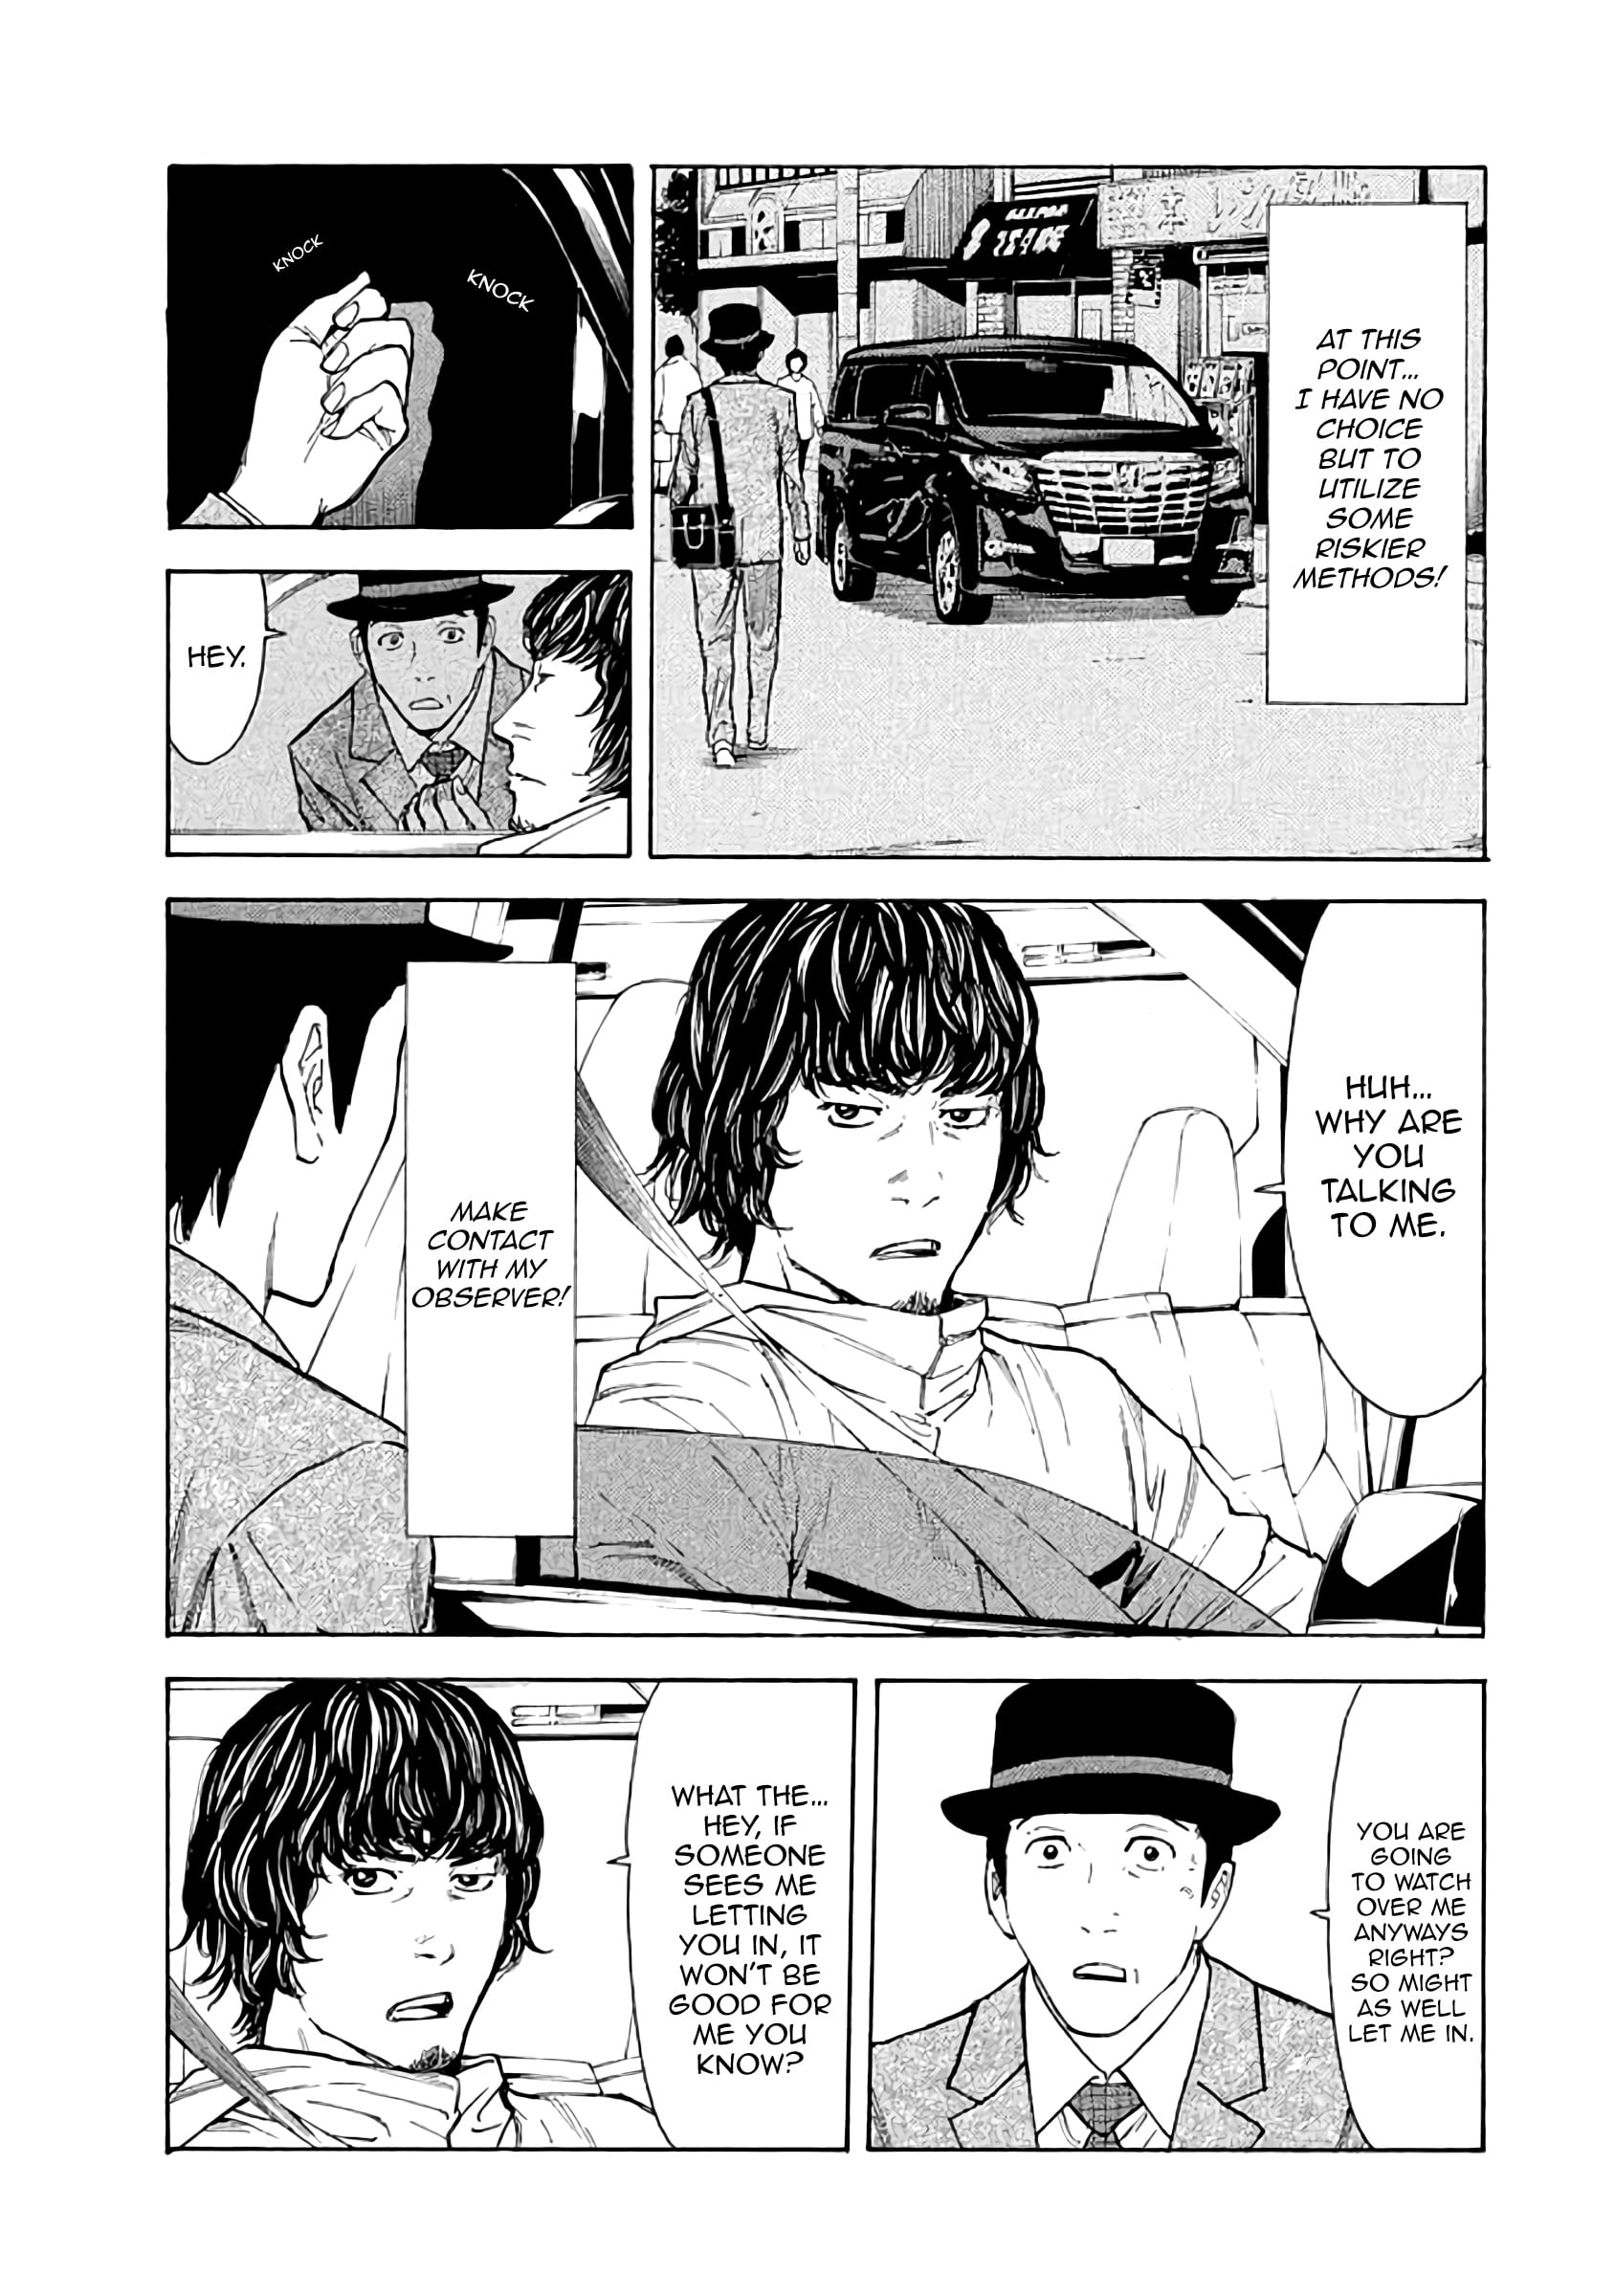 AT THIS
POINT...
I HAVE NO
CHOICE
BUT TO
UTILIZE
SOME
RISKIER
METHODS!
KNOCK
KNOCK
HEY.
HUH...
WHY ARE
YOU
TALKING
TO ME.
MAKE
CONTACT
WITH MY
OBSERVER!
YOU ARE
GOING
TO WATCH
OVER ME
ANYWAYS
RIGHT?
SO MIGHT
AS WELL
LET ME IN.
WHAT THE...
HEY, IF
SOMEONE
SEES ME
LETTING
YOU IN, IT
WON'T BE
GOOD FOR
ME YOU
KNOW?